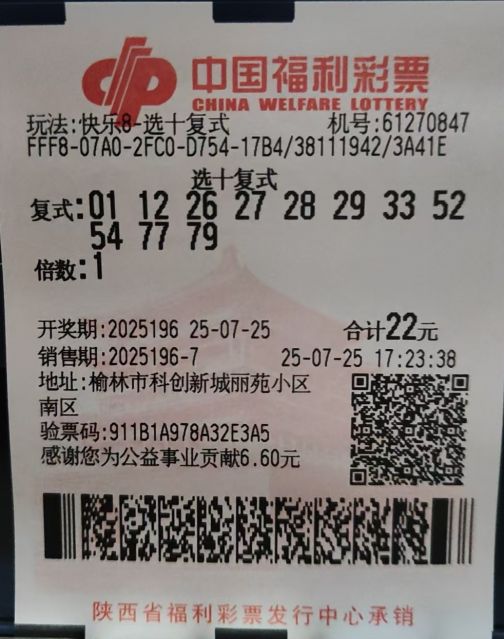 中国福利彩票
CHINA WELFARE LOTTERY
玩法:快乐8-选十复式 机号:61270847
FFF8-07A0-2FC0-D754-17B4/38111942/3A41E
选十复式
复式:01 12 26 27 28 29 33 52
54 77 79
倍数:1
开奖期:2025196 25-07-25 合计22元
销售期:2025196-7 25-07-25 17:23:38
地址:榆林市科创新城丽苑小区
南区
验票码:911B1A978A32E3A5
感谢您为公益事业贡献6.60元
陕西省福利彩票发行中心承销